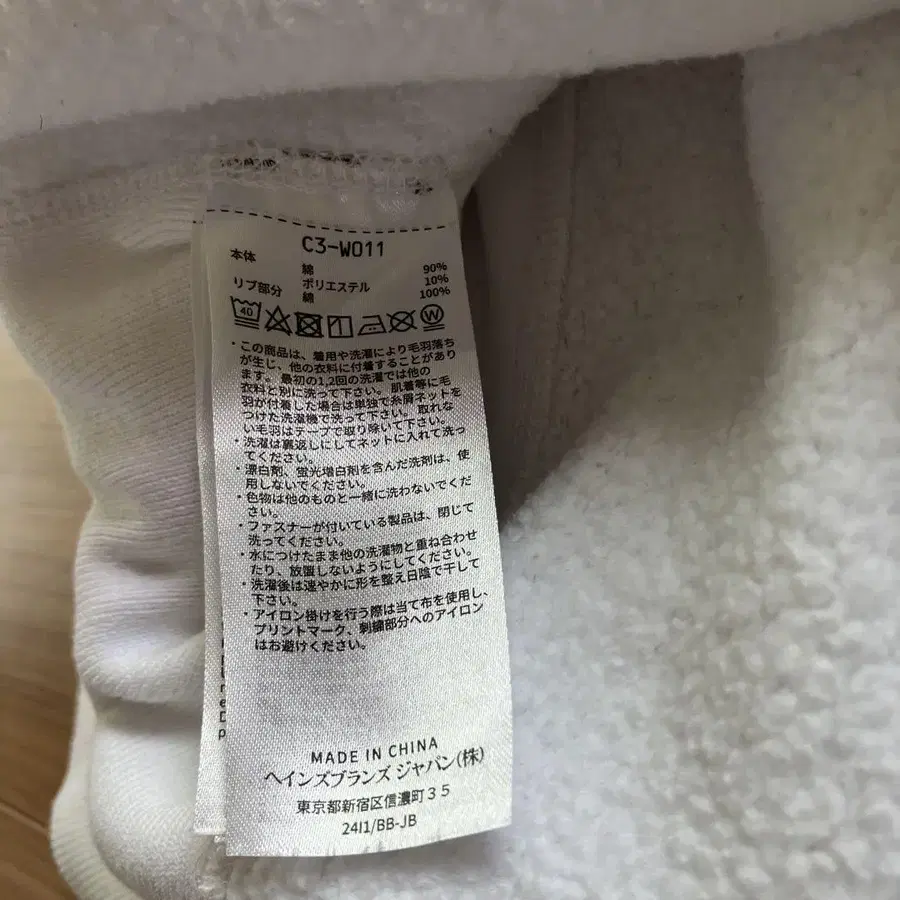 C3-W011
本体 綿 90%
ポリエステル 10%
リブ部分 綿 100%
40 W
・この商品は、着用や洗濯により毛羽落ち
が生じ、他の衣料に付着することがあり
ます。最初の1,2回の洗濯では他の
衣料と別に洗って下さい。肌着等に毛
羽が付着した場合は単独で糸屑ネットを
つけた洗濯機で洗って下さい。取れな
い毛羽はテープで取り除いて下さい。
・洗濯は裏返しにしてネットに入れて洗っ
てください。
・漂白剤、蛍光増白剤を含んだ洗剤は、使
用しないでください。
・色物は他のものと一緒に洗わないでくだ
さい。
・ファスナーが付いている製品は、閉じて
洗ってください。
・水につけたまま他の洗濯物と重ね合わせ
たり、放置しないようにしてください。
・洗濯後は速やかに形を整え日陰で干して
下さい。
・アイロン掛けを行う際は当て布を使用し、
プリントマーク、刺繍部分へのアイロン
はお避けください。
MADE IN CHINA
ヘインズブランズ ジャパン(株)
東京都新宿区信濃町35
24I1/BB-JB